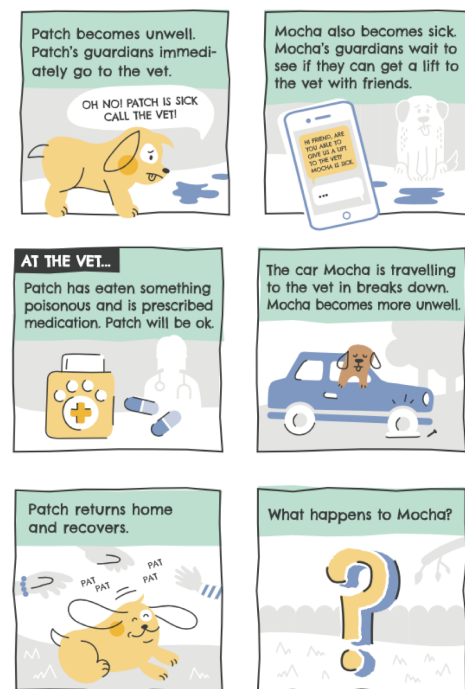 Patch becomes unwell.
Patch's guardians immedi-
ately go to the vet.
OH NO! PATCH IS SICK
CALL THE VET!
Mocha also becomes sick.
Mocha's guardians wait to
see if they can get a lift to
the vet with friends.
HI FRIEND, ARE
YOU ABLE TO
GIVE US A LIFT
TO THE VET?
MOCHA IS SICK.
AT THE VET...
Patch has eaten something
poisonous and is prescribed
medication. Patch will be ok.
The car Mocha is travelling
to the vet in breaks down.
Mocha becomes more unwell.
Patch returns home
and recovers.
PAT
PAT
PAT
PAT
What happens to Mocha?
?